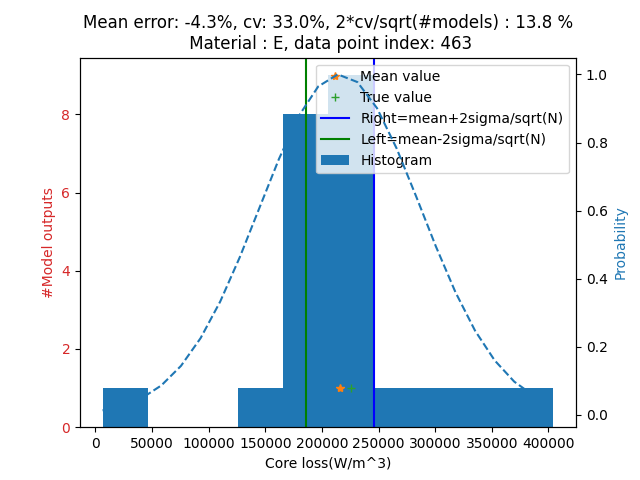 Mean error: -4.3%, cv: 33.0%, 2*cv/sqrt(#models) : 13.8 %
Material : E, data point index: 463
Mean value
True value
Right=mean+2sigma/sqrt(N)
Left=mean-2sigma/sqrt(N)
Histogram
#Model outputs
8
6
4
2
0
1.0
0.8
0.6
0.4
0.2
0.0
Probability
0 50000 100000 150000 200000 250000 300000 350000 400000
Core loss(W/m^3)